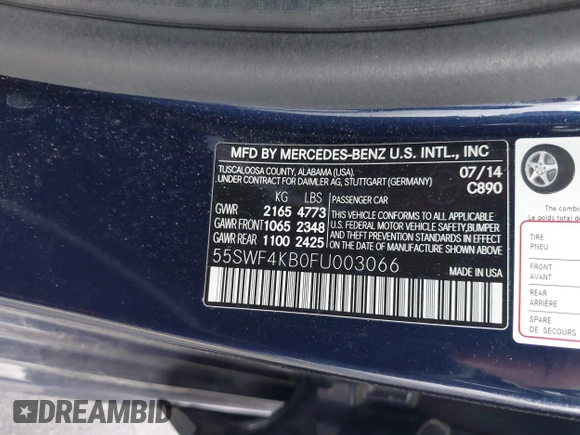 MFD BY MERCEDES-BENZ U.S. INTL., INC
TUSCALOOSA COUNTY, ALABAMA (USA).
UNDER CONTRACT FOR DAIMLER AG, STUTTGART (GERMANY)
07/14
C890
KG LBS PASSENGER CAR
GVWR 2165 4773
GAWR FRONT 1065 2348
GAWR REAR 1100 2425
THIS VEHICLE CONFORMS TO ALL APPLICABLE
U.S. FEDERAL MOTOR VEHICLE SAFETY,BUMPER
AND THEFT PREVENTION STANDARDS IN EFFECT
ON THE DATE OF MANUFACTURE SHOWN ABOVE
55SWF4KB0FU003066
MADE IN USA
The combin
Le poids total de
TIRE
PNEU
FRONT
AVANT
REAR
ARRIÈRE
SPARE
DE SECOURS
DREAMBID